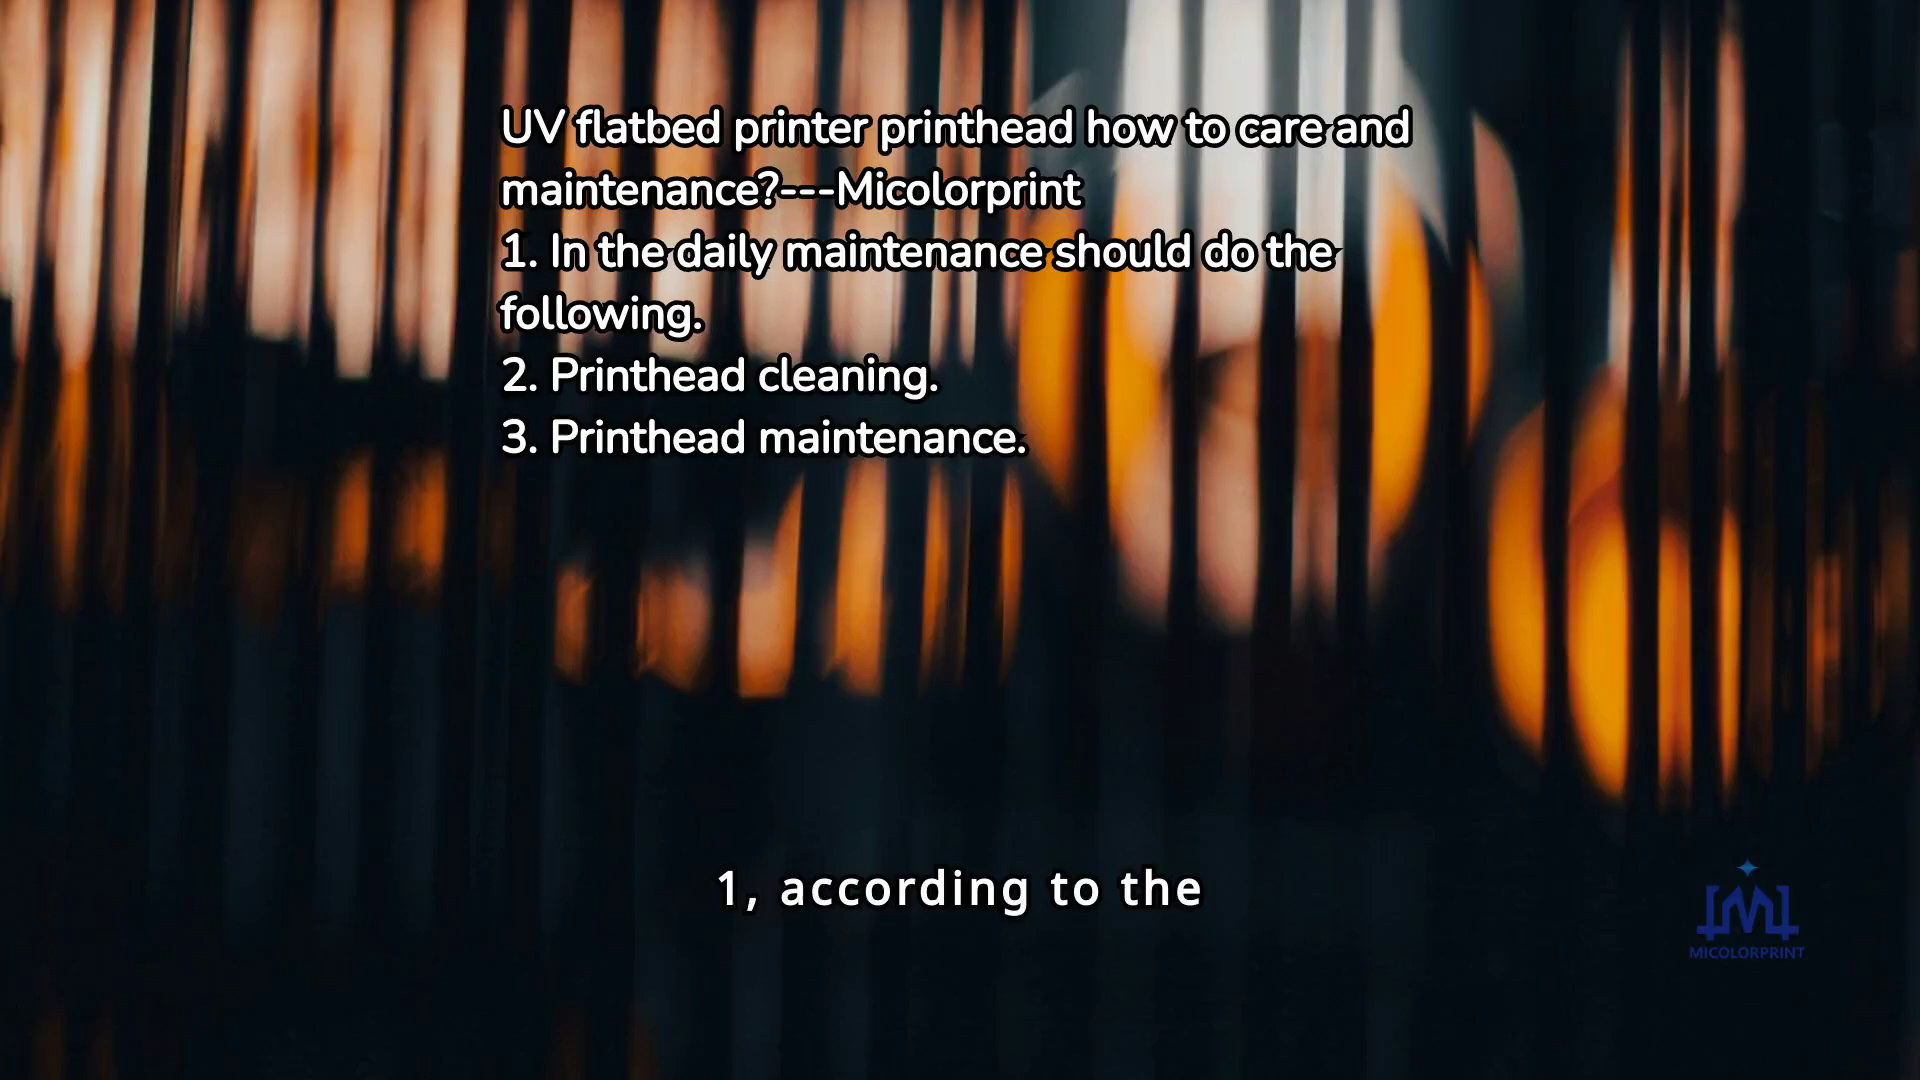 UV flatbed printer printhead how to care and
maintenance?---Micolorprint
1. In the daily maintenance should do the
following.
2. Printhead cleaning.
3. Printhead maintenance.
1, according to the
MICOLORPRINT